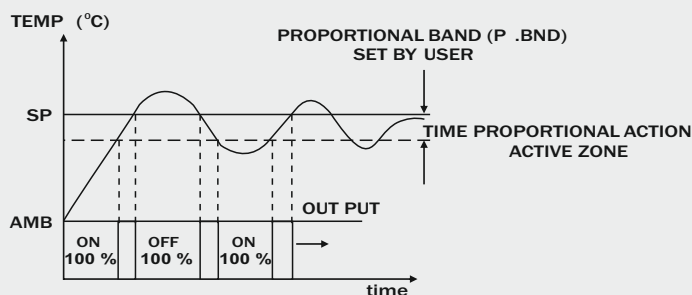 TEMP (°C)
PROPORTIONAL BAND (P .BND)
SET BY USER
SP
TIME PROPORTIONAL ACTION
ACTIVE ZONE
OUT PUT
AMB
ON
100 %
OFF
100 %
ON
100 %
time